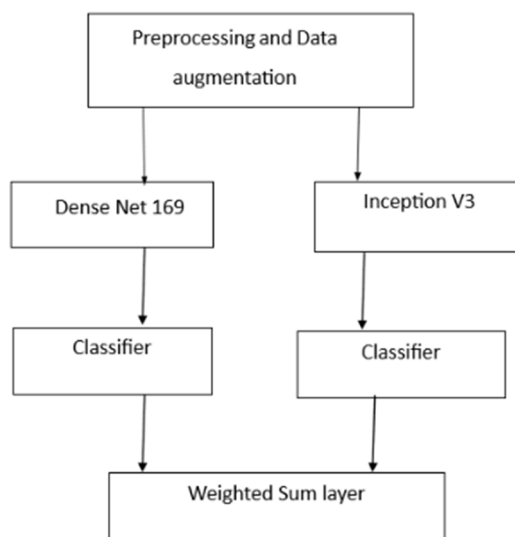 Preprocessing and Data
augmentation
Dense Net 169
Inception V3
Classifier
Classifier
Weighted Sum layer